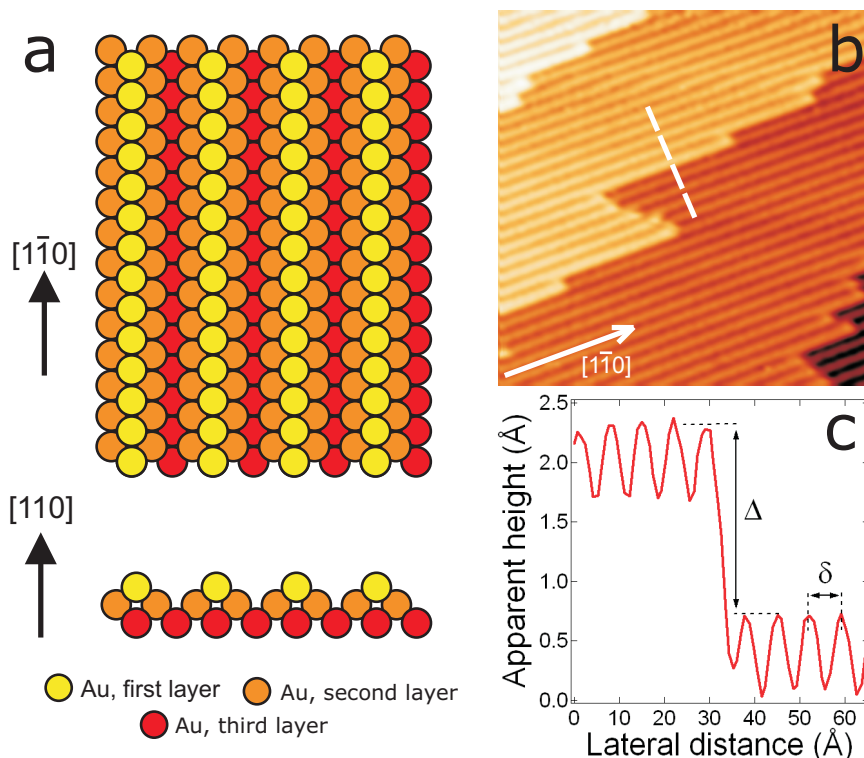 a
[11̅0]
[110]
Au, first layer
Au, second layer
Au, third layer
b
[11̅0]
c
Apparent height (Å)
2.5
2.0
1.5
1.0
0.5
0.0
Δ
δ
0 10 20 30 40 50 60
Lateral distance (Å)